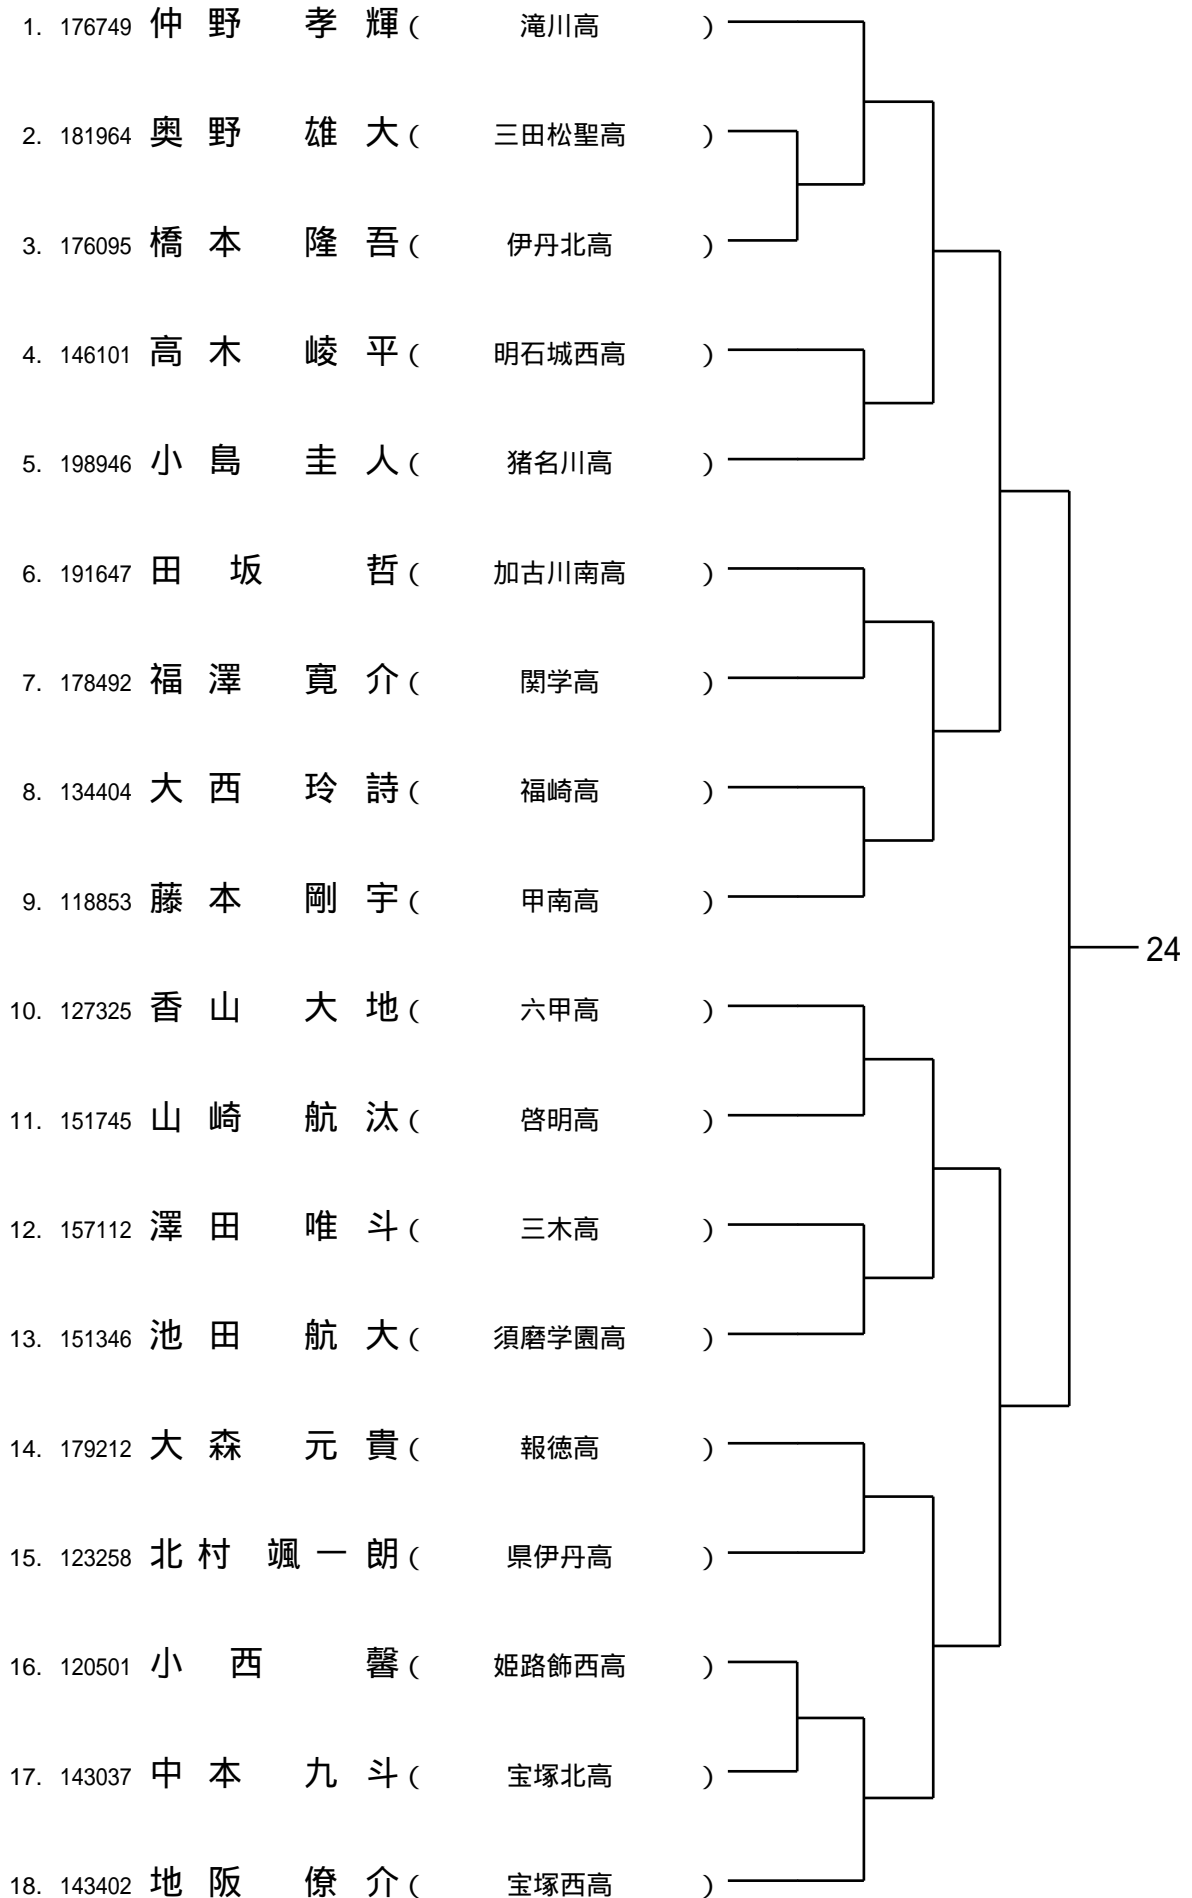 1. 176749 仲野 孝輝 ( 滝川高 )
2. 181964 奥野 雄大 ( 三田松聖高 )
3. 176095 橋本 隆吾 ( 伊丹北高 )
4. 146101 高木 崚平 ( 明石城西高 )
5. 198946 小島 圭人 ( 猪名川高 )
6. 191647 田坂 哲 ( 加古川南高 )
7. 178492 福澤 寛介 ( 関学高 )
8. 134404 大西 玲詩 ( 福崎高 )
9. 118853 藤本 剛宇 ( 甲南高 )
24
10. 127325 香山 大地 ( 六甲高 )
11. 151745 山崎 航汰 ( 啓明高 )
12. 157112 澤田 唯斗 ( 三木高 )
13. 151346 池田 航大 ( 須磨学園高 )
14. 179212 大森 元貴 ( 報徳高 )
15. 123258 北村 颯一朗 ( 県伊丹高 )
16. 120501 小西 馨 ( 姫路飾西高 )
17. 143037 中本 九斗 ( 宝塚北高 )
18. 143402 地阪 僚介 ( 宝塚西高 )